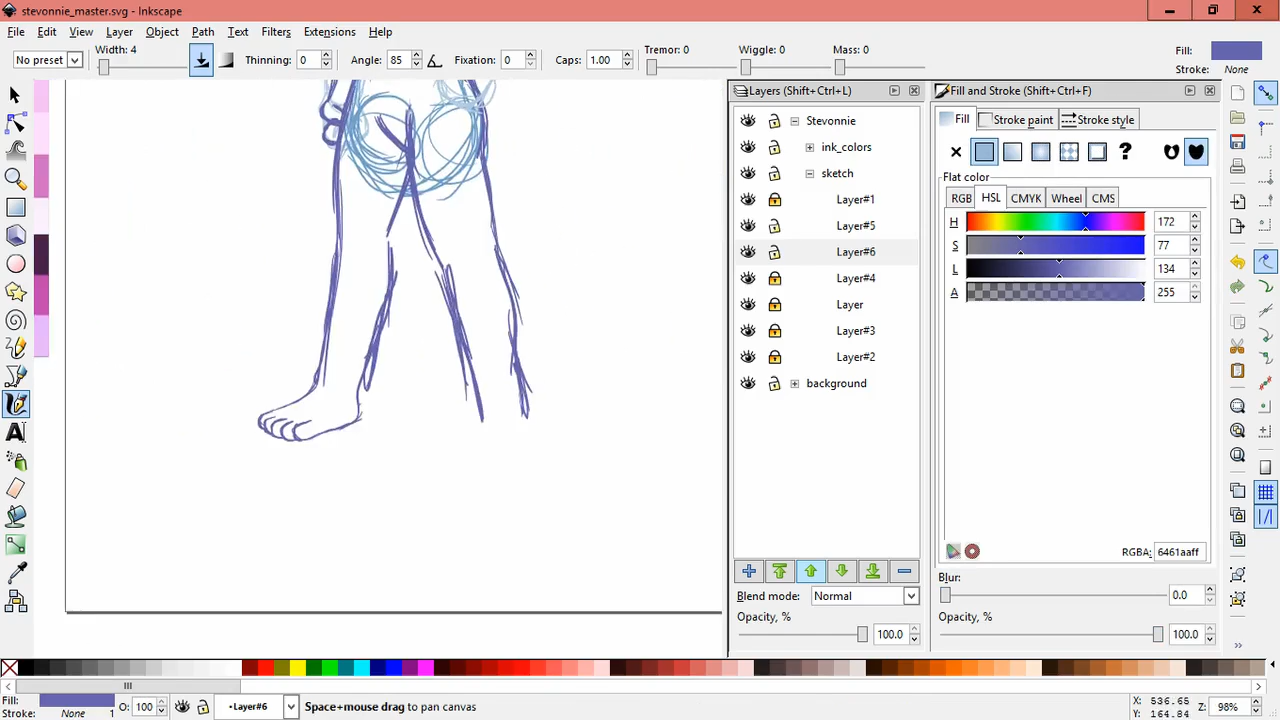 stevonnie_master.svg - Inkscape
File Edit View Layer Object Path Text Filters Extensions Help
No preset Width: 4 Thinning: 0 Angle: 85 Fixation: 0 Caps: 1.00 Tremor: 0 Wiggle: 0 Mass: 0 Fill:
Stroke: None
Layers (Shift+Ctrl+L)
Stevonnie
ink_colors
sketch
Layer#1
Layer#5
Layer#6
Layer#4
Layer
Layer#3
Layer#2
background
Blend mode: Normal
Opacity, % 100.0
Fill and Stroke (Shift+Ctrl+F)
Fill Stroke paint Stroke style
Flat color
RGB HSL CMYK Wheel CMS
H 172
S 77
L 134
A 255
RGBA: 6461aaff
Blur:
0.0
Opacity, %
100.0
Fill:
Stroke: None 1 O: 100 •Layer#6 Space+mouse drag to pan canvas
X: 536.65
Y: 164.84
Z: 98%